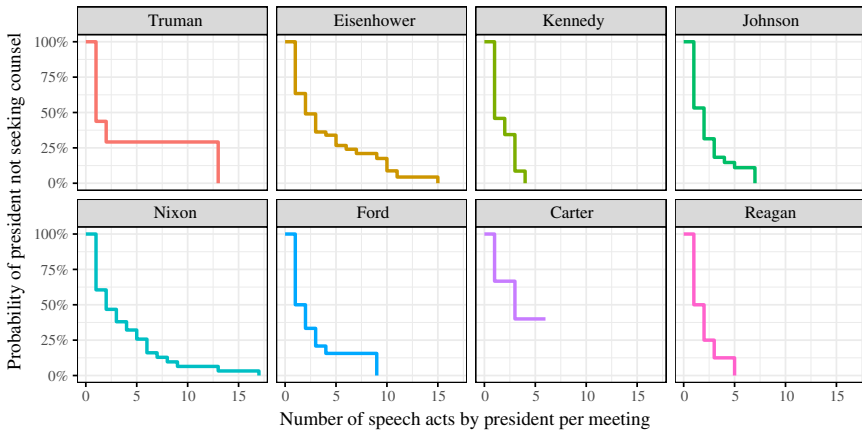 Truman Eisenhower Kennedy Johnson
100%
75%
50%
25%
0%
Nixon Ford Carter Reagan
100%
75%
50%
25%
0%
0 5 10 15 0 5 10 15 0 5 10 15 0 5 10 15
Number of speech acts by president per meeting
Probability of president not seeking counsel